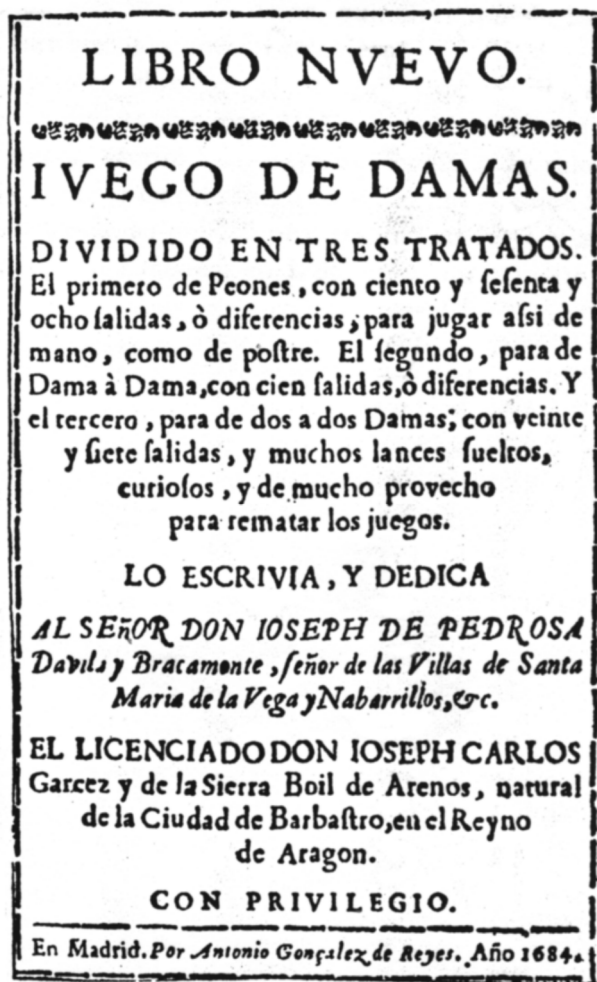 LIBRO NVEVO.
IVEGO DE DAMAS.
DIVIDIDO EN TRES TRATADOS.
El primero de Peones, con ciento y ſeſenta y
ocho ſalidas, ò diferencias, para jugar aſsi de
mano, como de poſtre. El ſegundo, para de
Dama à Dama, con cien ſalidas, ò diferencias. Y
el tercero, para de dos a dos Damas; con veinte
y ſiete ſalidas, y muchos lances ſueltos,
curioſos, y de mucho provecho
para rematar los juegos.
LO ESCRIVIA, Y DEDICA
AL SEñOR DON IOSEPH DE PEDROSA
Davila y Bracamonte, ſeñor de las Villas de Santa
Maria de la Vega y Nabarrillos, &c.
EL LICENCIADO DON IOSEPH CARLOS
Garcez y de la Sierra Boil de Arenos, natural
de la Ciudad de Barbaſtro, en el Reyno
de Aragon.
CON PRIVILEGIO.
En Madrid. Por Antonio Gonçalez de Reyes. Año 1684.